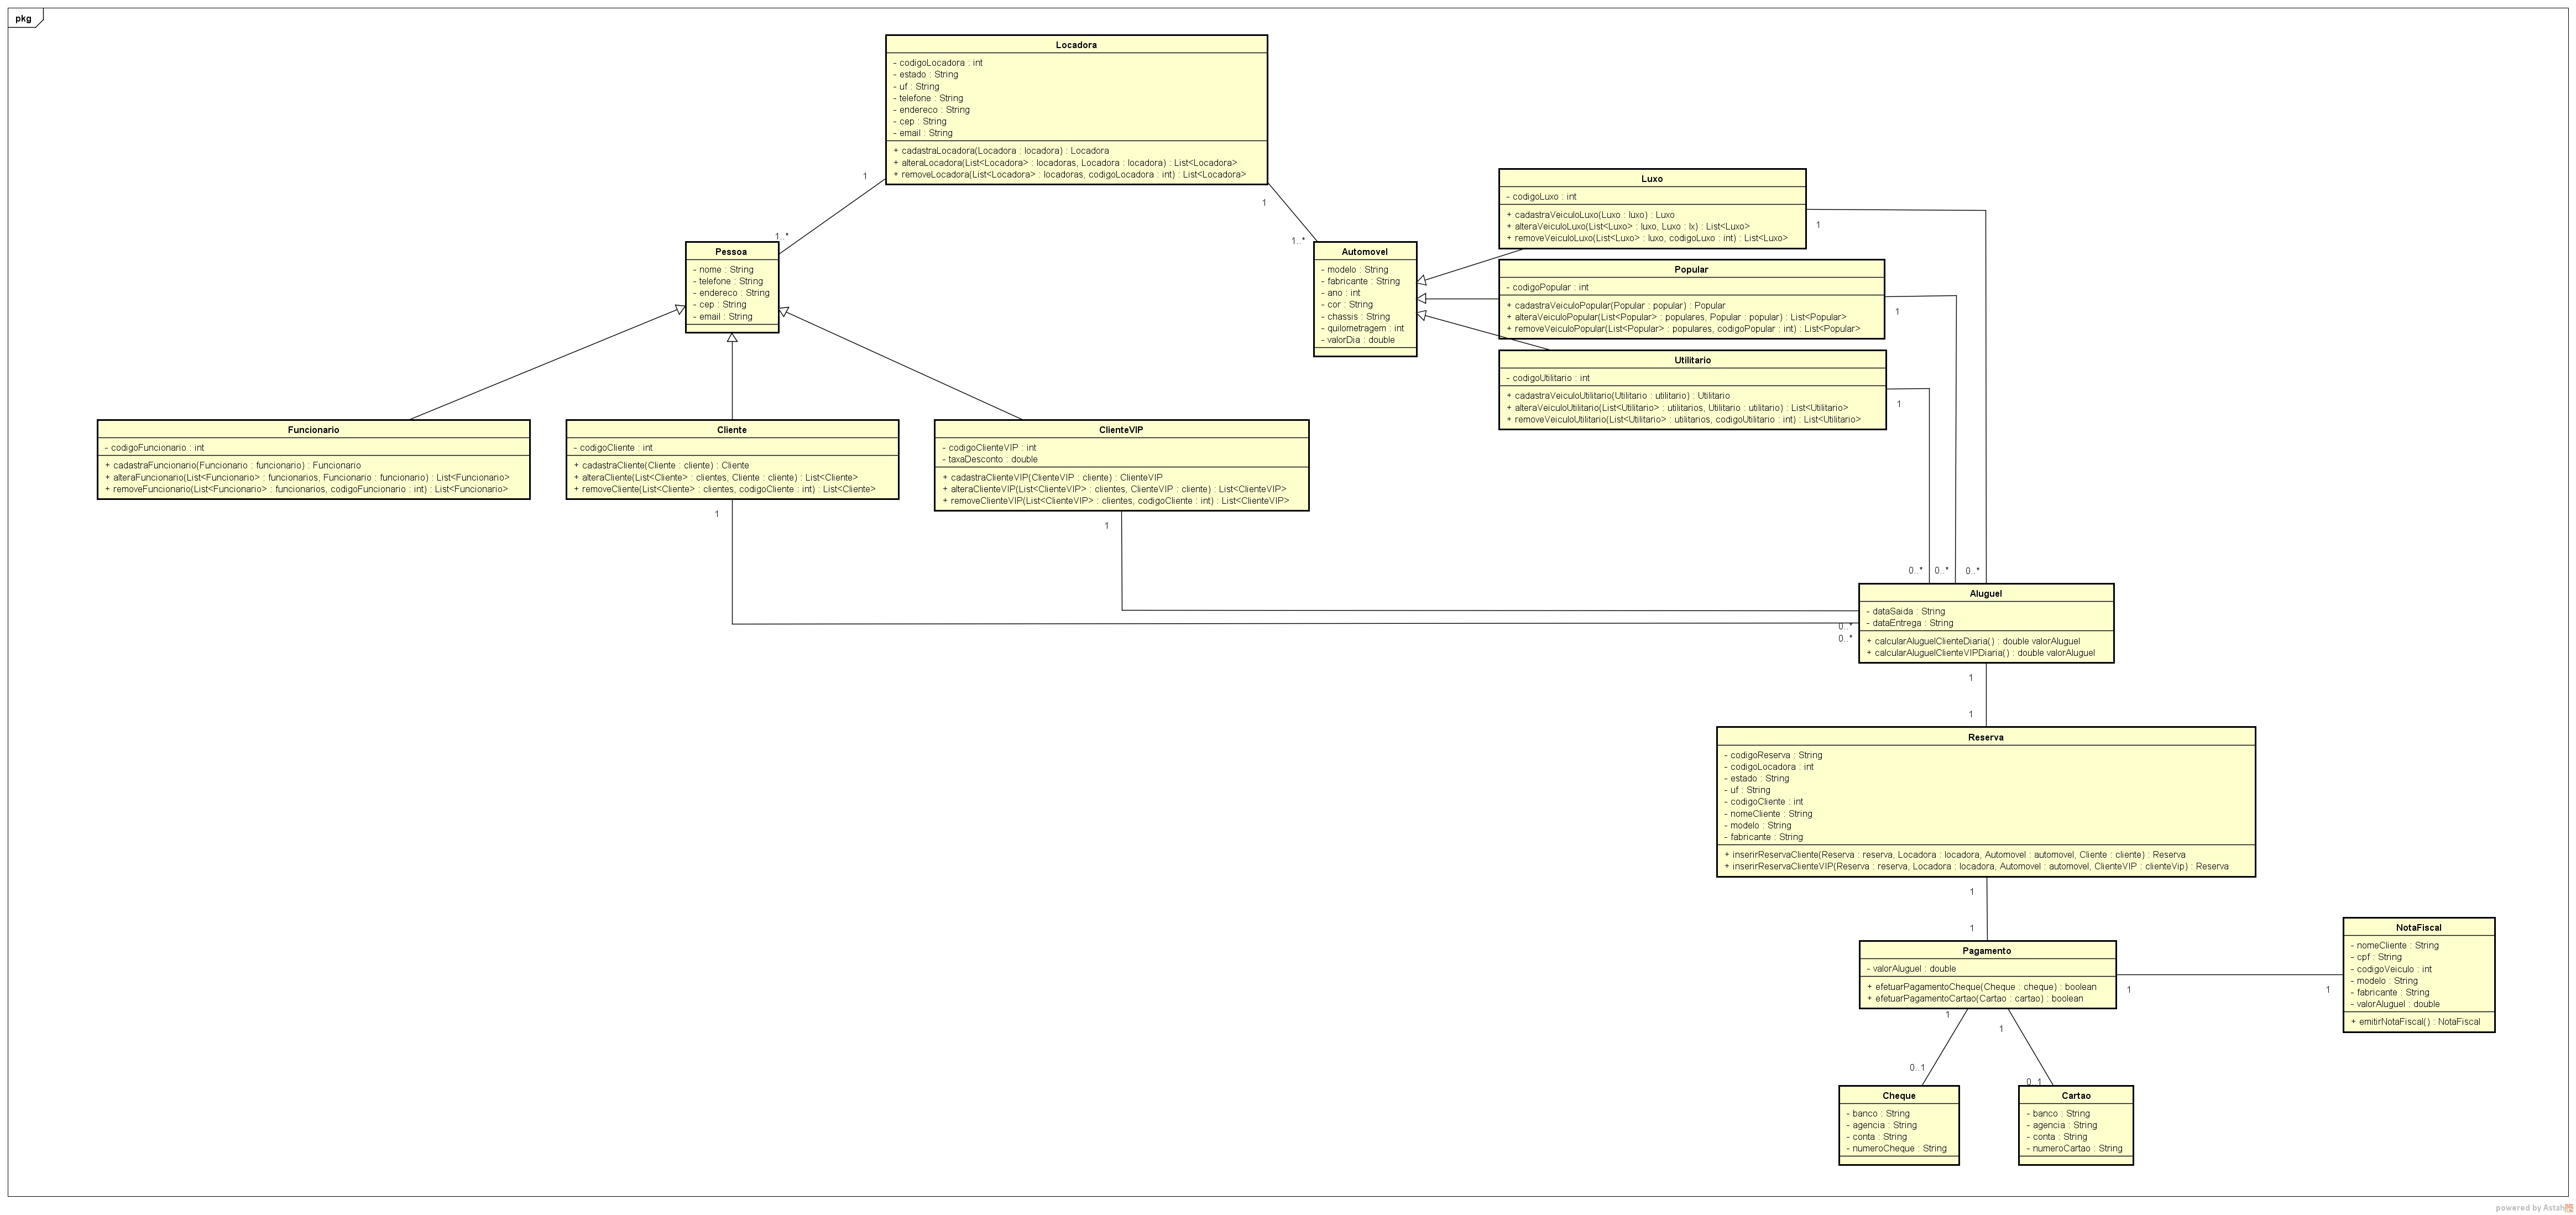 pkg
Locadora
- codigoLocadora : int
- estado : String
- uf : String
- telefone : String
- endereco : String
- cep : String
- email : String
+ cadastraLocadora(Locadora : locadora) : Locadora
+ alteraLocadora(List<Locadora> : locadoras, Locadora : locadora) : List<Locadora>
+ removeLocadora(List<Locadora> : locadoras, codigoLocadora : int) : List<Locadora>
1
1..*
1
1..*
Pessoa
- nome : String
- telefone : String
- endereco : String
- cep : String
- email : String
Automovel
- modelo : String
- fabricante : String
- ano : int
- cor : String
- chassis : String
- quilometragem : int
- valorDia : double
Luxo
- codigoLuxo : int
+ cadastraVeiculoLuxo(Luxo : luxo) : Luxo
+ alteraVeiculoLuxo(List<Luxo> : luxo, Luxo : lx) : List<Luxo>
+ removeVeiculoLuxo(List<Luxo> : luxo, codigoLuxo : int) : List<Luxo>
1
Popular
- codigoPopular : int
+ cadastraVeiculoPopular(Popular : popular) : Popular
+ alteraVeiculoPopular(List<Popular> : populares, Popular : popular) : List<Popular>
+ removeVeiculoPopular(List<Popular> : populares, codigoPopular : int) : List<Popular>
1
Utilitario
- codigoUtilitario : int
+ cadastraVeiculoUtilitario(Utilitario : utilitario) : Utilitario
+ alteraVeiculoUtilitario(List<Utilitario> : utilitarios, Utilitario : utilitario) : List<Utilitario>
+ removeVeiculoUtilitario(List<Utilitario> : utilitarios, codigoUtilitario : int) : List<Utilitario>
1
Funcionario
- codigoFuncionario : int
+ cadastraFuncionario(Funcionario : funcionario) : Funcionario
+ alteraFuncionario(List<Funcionario> : funcionarios, Funcionario : funcionario) : List<Funcionario>
+ removeFuncionario(List<Funcionario> : funcionarios, codigoFuncionario : int) : List<Funcionario>
Cliente
- codigoCliente : int
+ cadastraCliente(Cliente : cliente) : Cliente
+ alteraCliente(List<Cliente> : clientes, Cliente : cliente) : List<Cliente>
+ removeCliente(List<Cliente> : clientes, codigoCliente : int) : List<Cliente>
1
ClienteVIP
- codigoClienteVIP : int
- taxaDesconto : double
+ cadastraClienteVIP(ClienteVIP : cliente) : ClienteVIP
+ alteraClienteVIP(List<ClienteVIP> : clientes, ClienteVIP : cliente) : List<ClienteVIP>
+ removeClienteVIP(List<ClienteVIP> : clientes, codigoCliente : int) : List<ClienteVIP>
1
0..* 0..* 0..*
Aluguel
- dataSaida : String
- dataEntrega : String
+ calcularAluguelClienteDiaria() : double valorAluguel
+ calcularAluguelClienteVIPDiaria() : double valorAluguel
0..*
0..*
1
1
Reserva
- codigoReserva : String
- codigoLocadora : int
- estado : String
- uf : String
- codigoCliente : int
- nomeCliente : String
- modelo : String
- fabricante : String
+ inserirReservaCliente(Reserva : reserva, Locadora : locadora, Automovel : automovel, Cliente : cliente) : Reserva
+ inserirReservaClienteVIP(Reserva : reserva, Locadora : locadora, Automovel : automovel, ClienteVIP : clienteVip) : Reserva
1
1
Pagamento
- valorAluguel : double
+ efetuarPagamentoCheque(Cheque : cheque) : boolean
+ efetuarPagamentoCartao(Cartao : cartao) : boolean
1
1
NotaFiscal
- nomeCliente : String
- cpf : String
- codigoVeiculo : int
- modelo : String
- fabricante : String
- valorAluguel : double
+ emitirNotaFiscal() : NotaFiscal
1
1
0..1
0..1
Cheque
- banco : String
- agencia : String
- conta : String
- numeroCheque : String
Cartao
- banco : String
- agencia : String
- conta : String
- numeroCartao : String
powered by Astah